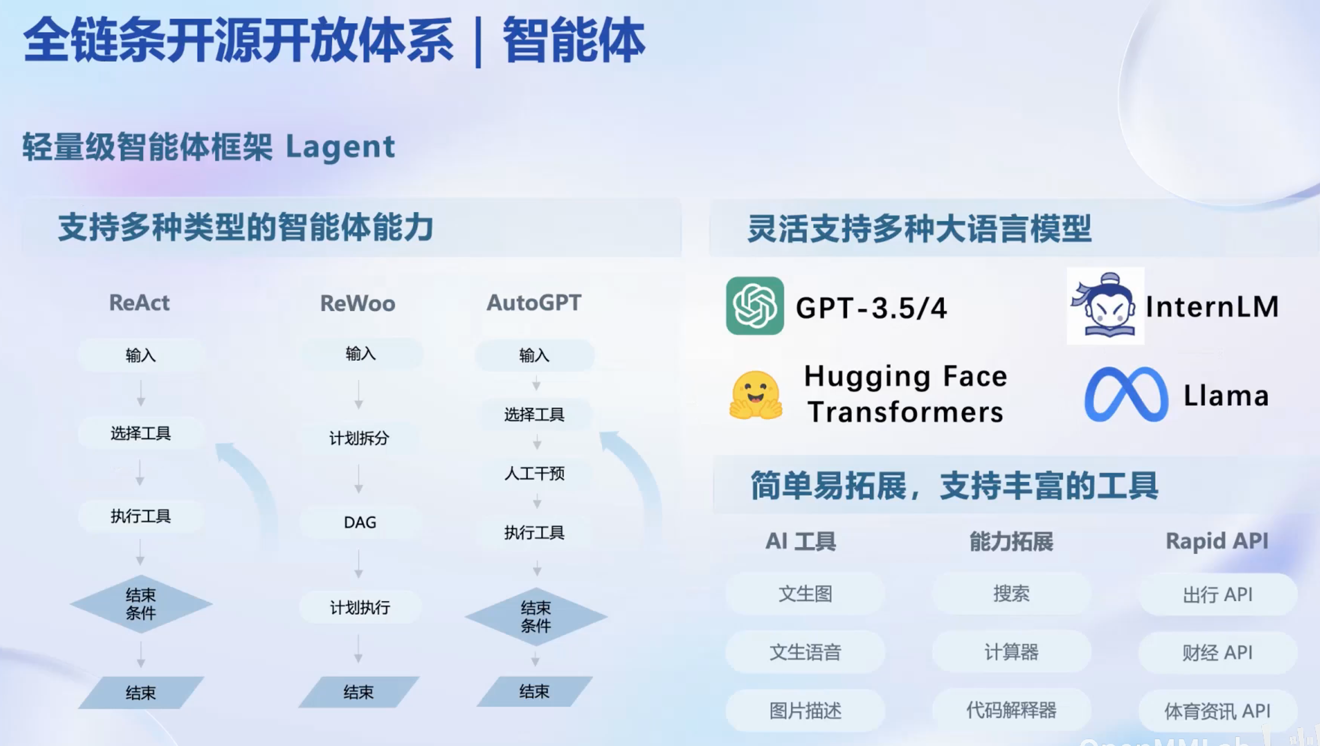 全链条开源开放体系 | 智能体
轻量级智能体框架 Lagent
支持多种类型的智能体能力
ReAct
输入
选择工具
执行工具
结束
条件
结束
ReWoo
输入
计划拆分
DAG
计划执行
结束
AutoGPT
输入
选择工具
人工干预
执行工具
结束
条件
结束
灵活支持多种大语言模型
GPT-3.5/4
InternLM
Hugging Face
Transformers
Llama
简单易拓展，支持丰富的工具
AI 工具
文生图
文生语音
图片描述
能力拓展
搜索
计算器
代码解释器
Rapid API
出行 API
财经 API
体育资讯 API
OpenMMLab